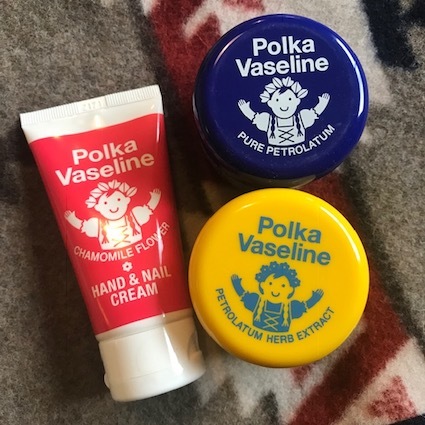 Polka
Vaseline
CHAMOMILE FLOWER
HAND & NAIL
CREAM
Polka
Vaseline
PURE PETROLATUM
Polka
Vaseline
PETROLATUM HERB EXTRACT